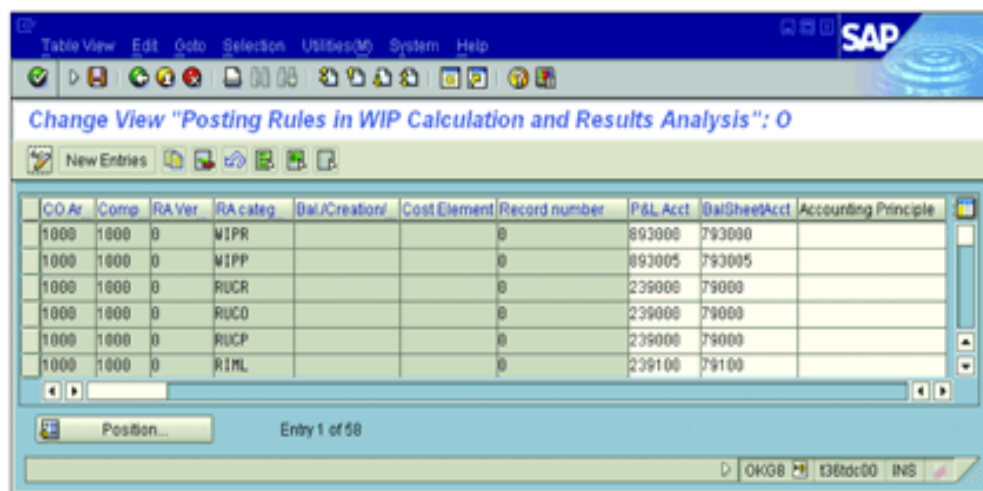 Table View Edit Goto Selection Utilities(M) System Help
SAP
Change View "Posting Rules in WIP Calculation and Results Analysis": O
New Entries
CO Ar Comp RA Ver RA categ Bal./Creation/ Cost Element Record number P&L Acct BalSheetAcct Accounting Principle
1000 1000 0 WIPR 0 893000 793000
1000 1000 0 WIPP 0 893005 793005
1000 1000 0 RUCR 0 239000 79000
1000 1000 0 RUCO 0 239000 79000
1000 1000 0 RUCP 0 239000 79000
1000 1000 0 RIML 0 239100 79100
Position... Entry 1 of 58
OKG8 t36tdc00 INS